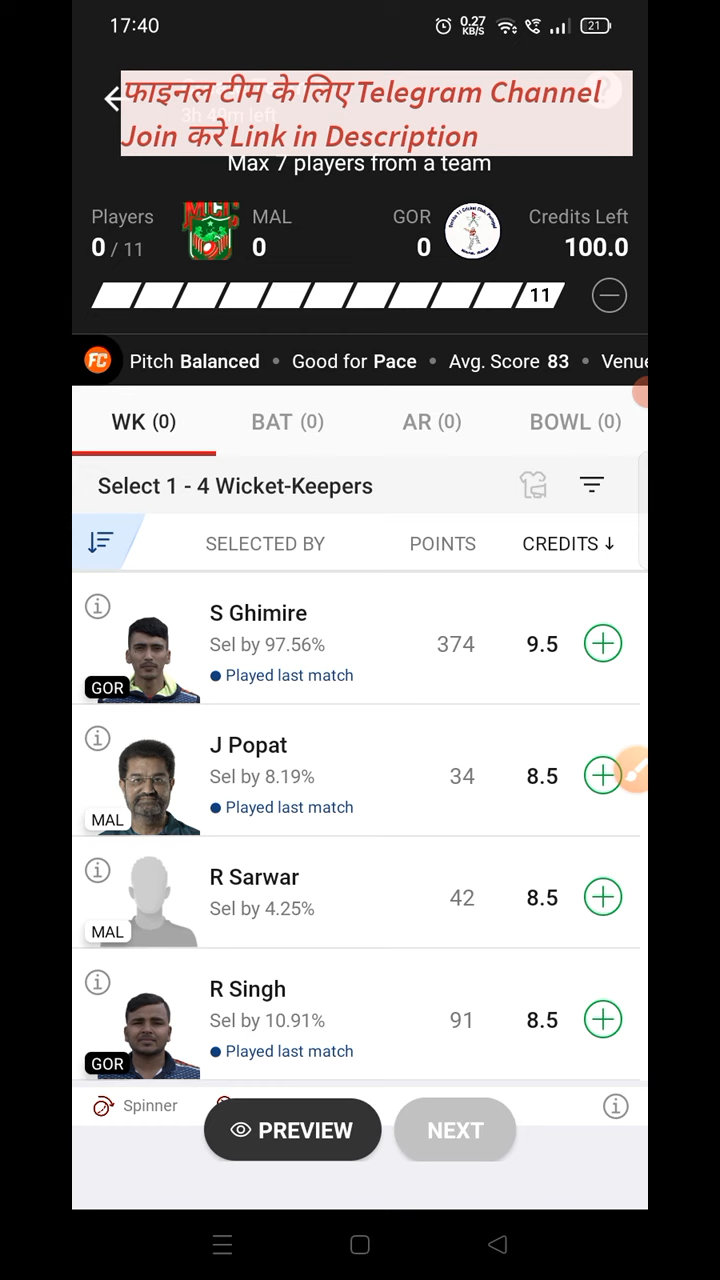 17:40
0.27 KB/S
21
फाइनल टीम के लिए Telegram Channel
3h 40m left
Join करे Link in Description
Max 7 players from a team
Players MAL GOR Credits Left
0 / 11 0 0 100.0
11
FC Pitch Balanced • Good for Pace • Avg. Score 83 • Venue
WK (0) BAT (0) AR (0) BOWL (0)
Select 1 - 4 Wicket-Keepers
SELECTED BY POINTS CREDITS ↓
S Ghimire
Sel by 97.56% 374 9.5
Played last match
GOR
J Popat
Sel by 8.19% 34 8.5
Played last match
MAL
R Sarwar
Sel by 4.25% 42 8.5
MAL
R Singh
Sel by 10.91% 91 8.5
Played last match
GOR
Spinner
PREVIEW NEXT